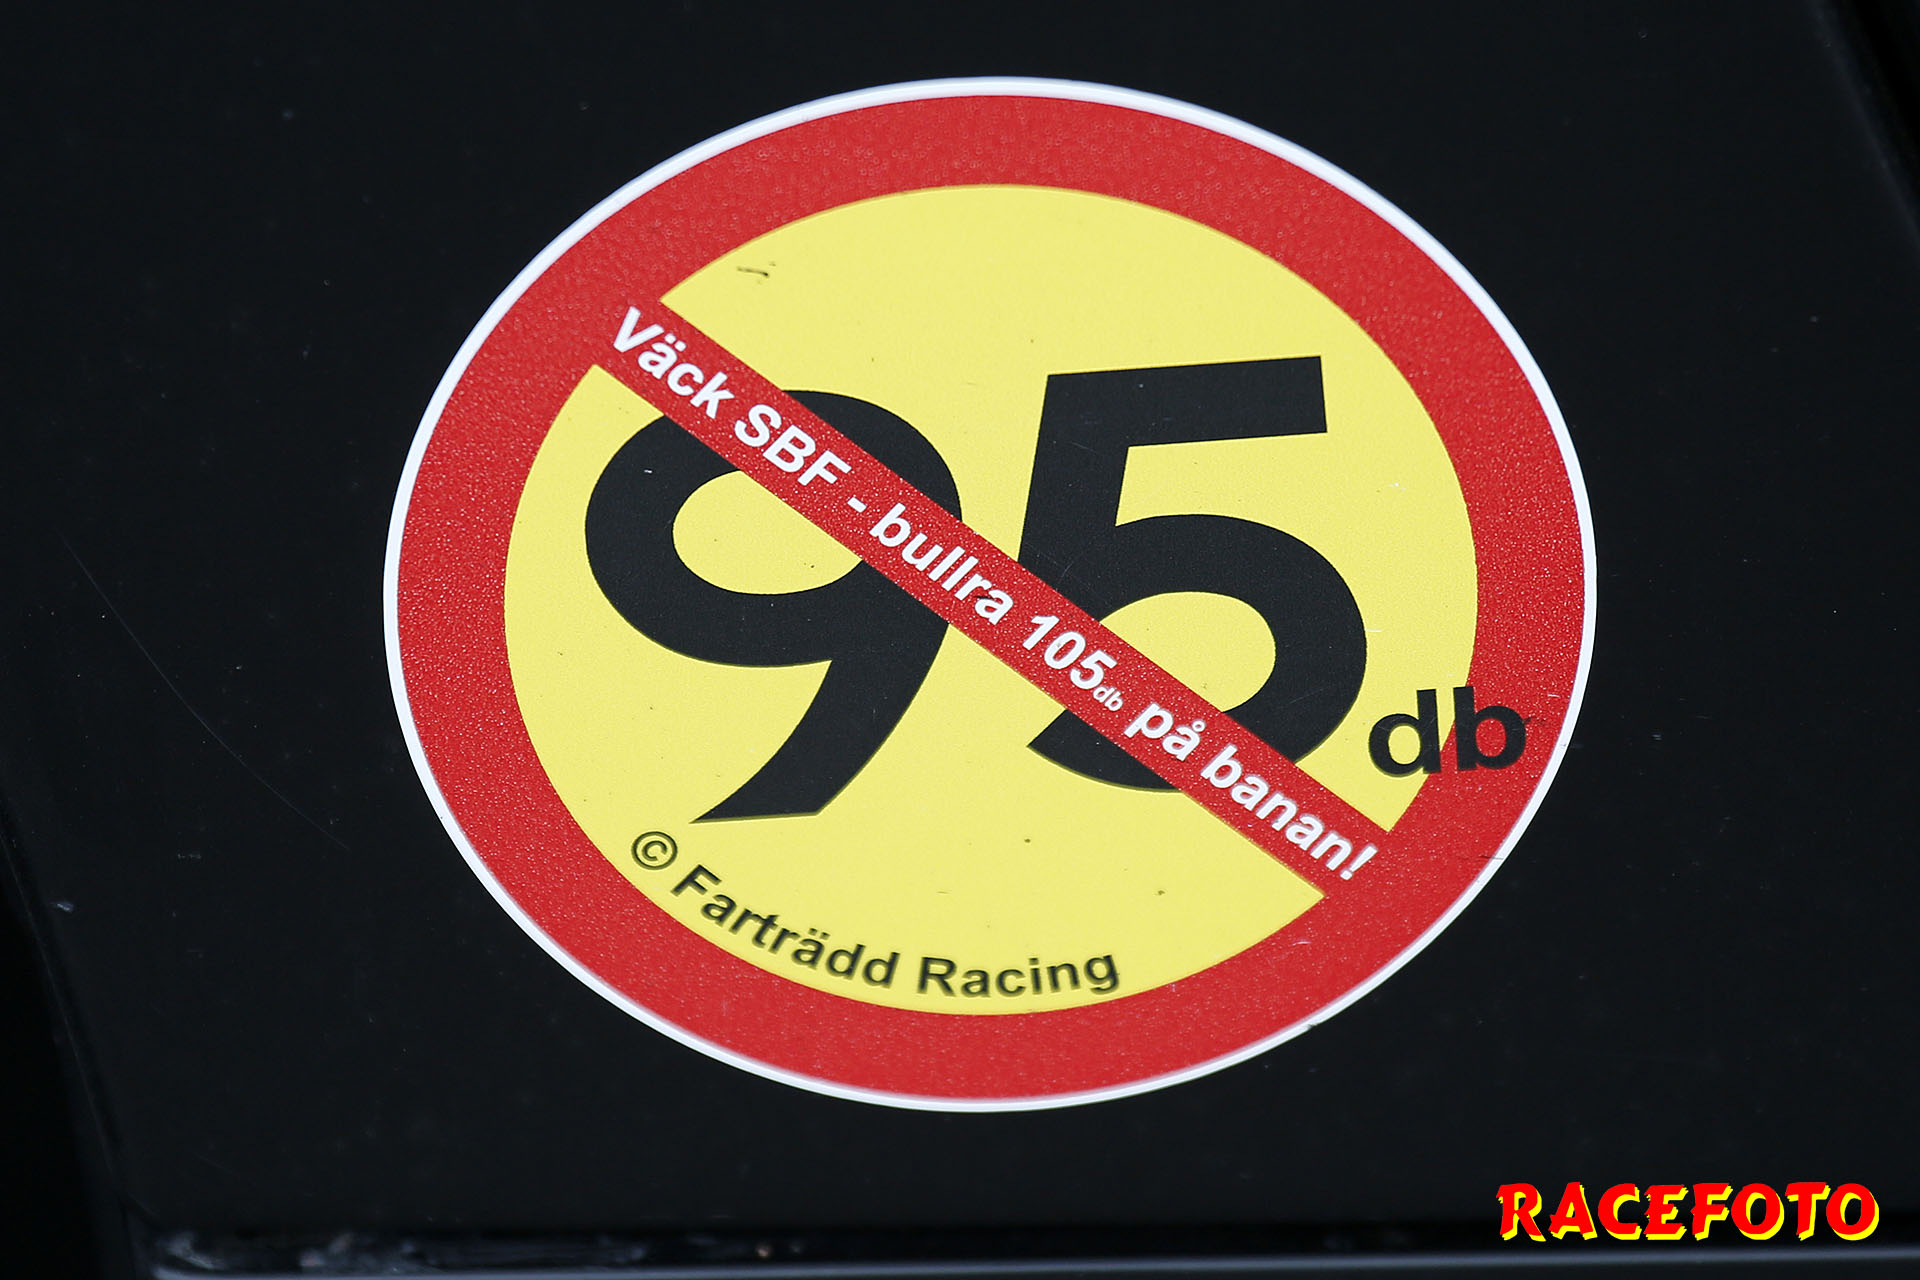 95 db
Väck SBF - bullra 105db på banan!
© Farträdd Racing
RACEFOTO